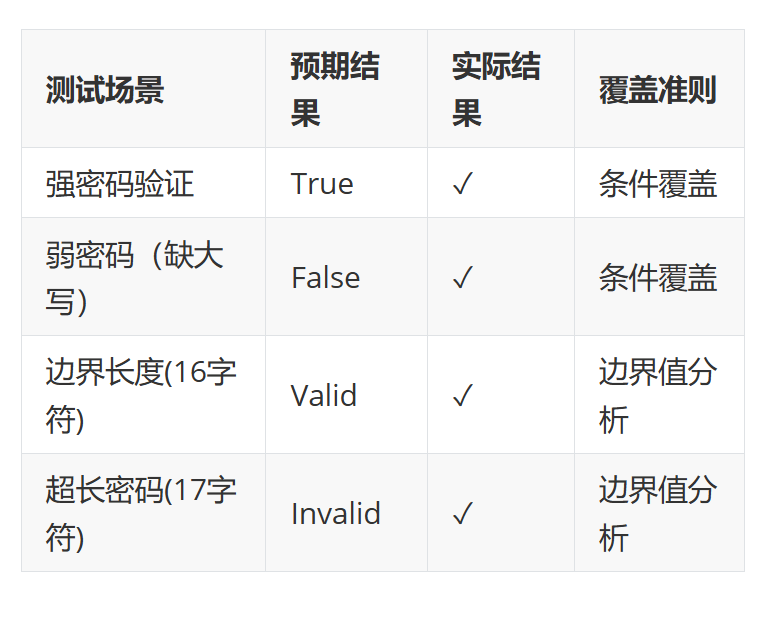 测试场景
预期结
果
实际结
果
覆盖准则
强密码验证
True
✓
条件覆盖
弱密码（缺大
写）
False
✓
条件覆盖
边界长度(16字
符)
Valid
✓
边界值分
析
超长密码(17字
符)
Invalid
✓
边界值分
析